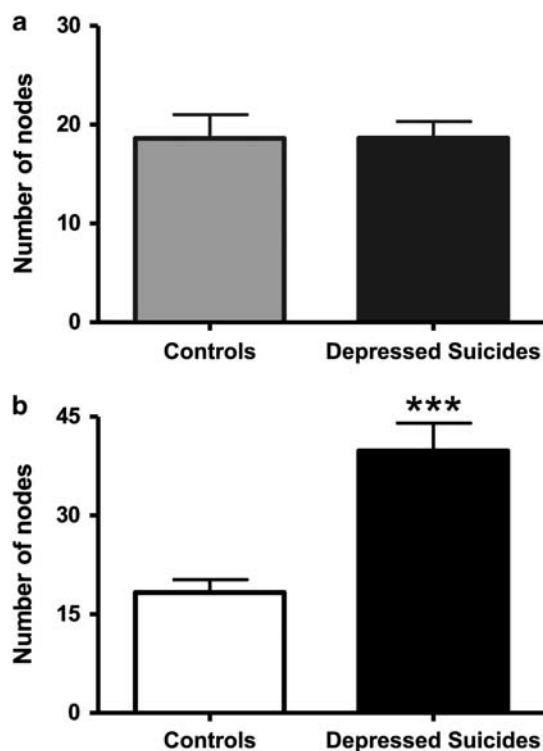 a
Number of nodes
30
20
10
0
Controls Depressed Suicides
b
Number of nodes
45
30
15
0
***
Controls Depressed Suicides